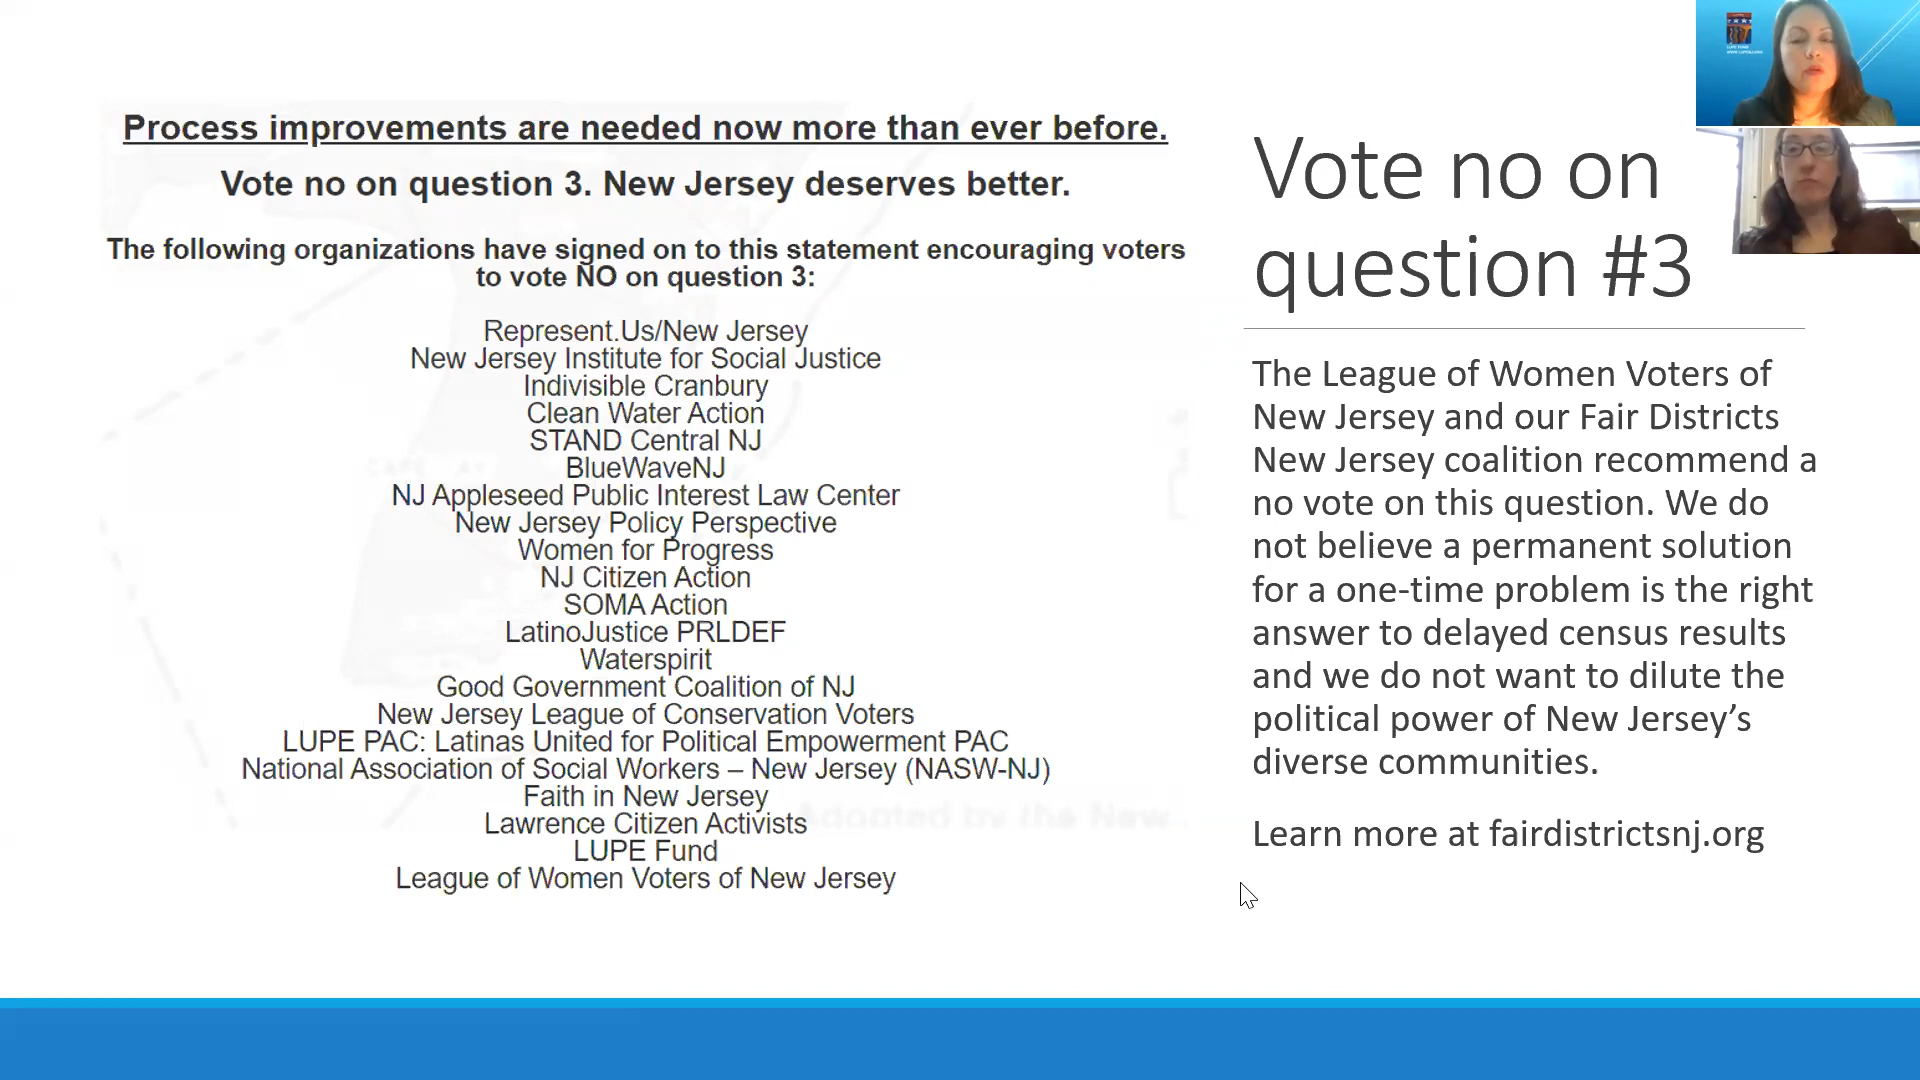 Process improvements are needed now more than ever before.
Vote no on question 3. New Jersey deserves better.
The following organizations have signed on to this statement encouraging voters
to vote NO on question 3:
Represent.Us/New Jersey
New Jersey Institute for Social Justice
Indivisible Cranbury
Clean Water Action
STAND Central NJ
BlueWaveNJ
NJ Appleseed Public Interest Law Center
New Jersey Policy Perspective
Women for Progress
NJ Citizen Action
SOMA Action
LatinoJustice PRLDEF
Waterspirit
Good Government Coalition of NJ
New Jersey League of Conservation Voters
LUPE PAC: Latinas United for Political Empowerment PAC
National Association of Social Workers – New Jersey (NASW-NJ)
Faith in New Jersey
Adopted by the New
Lawrence Citizen Activists
LUPE Fund
League of Women Voters of New Jersey
Vote no on
question #3
The League of Women Voters of
New Jersey and our Fair Districts
New Jersey coalition recommend a
no vote on this question. We do
not believe a permanent solution
for a one-time problem is the right
answer to delayed census results
and we do not want to dilute the
political power of New Jersey’s
diverse communities.
Learn more at fairdistrictsnj.org
LUPE FUND